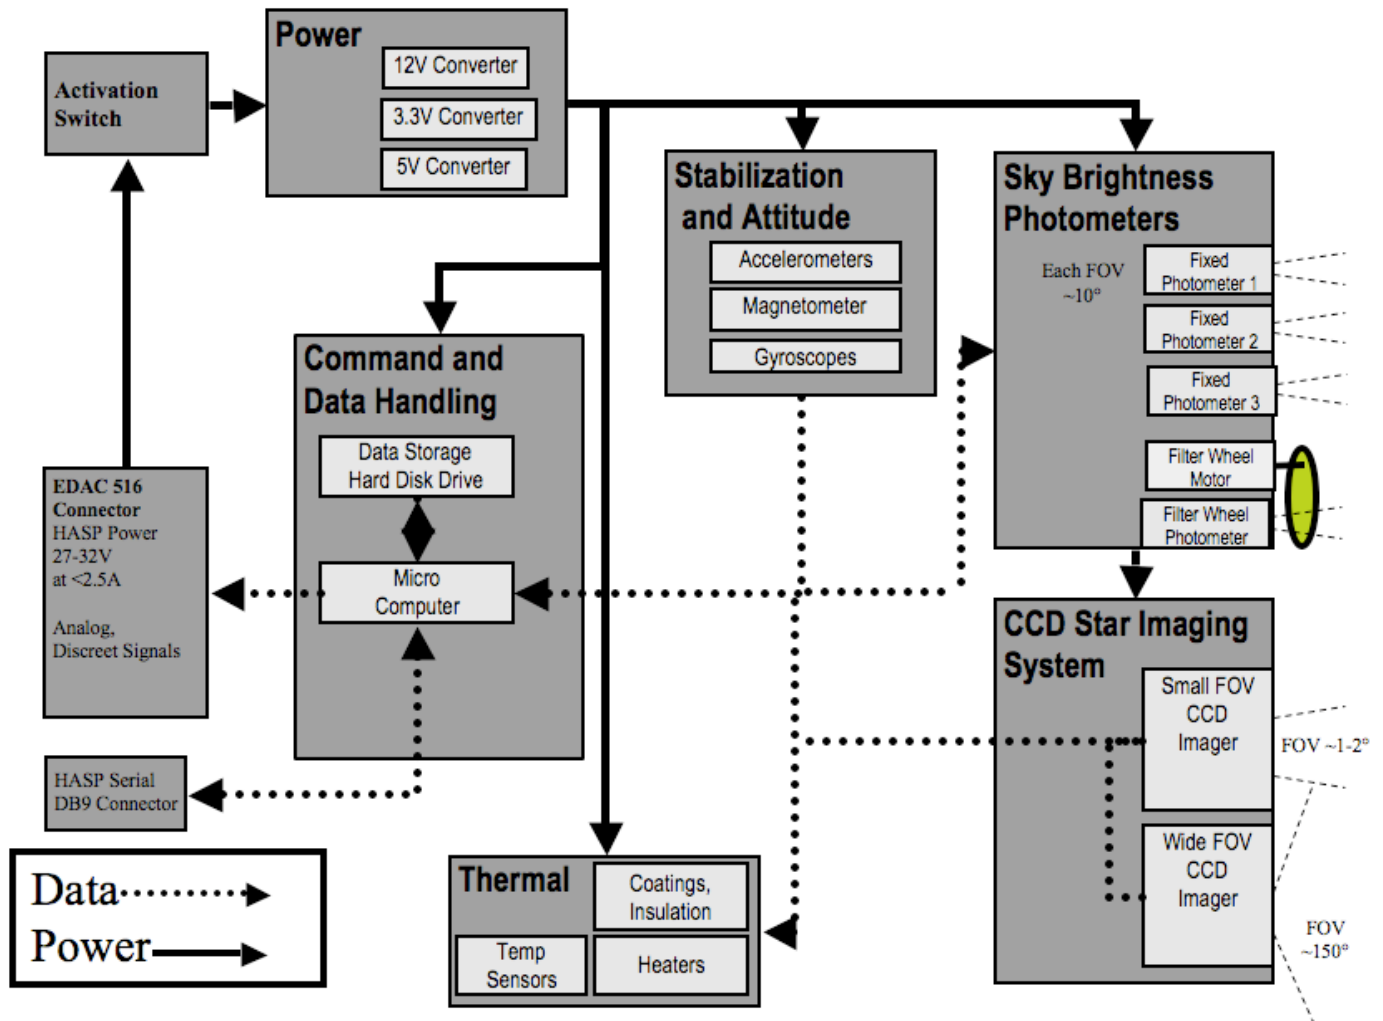 Power
12V Converter
3.3V Converter
5V Converter
Activation
Switch
Stabilization
and Attitude
Accelerometers
Magnetometer
Gyroscopes
Sky Brightness
Photometers
Each FOV
~10°
Fixed
Photometer 1
Fixed
Photometer 2
Fixed
Photometer 3
Filter Wheel
Motor
Filter Wheel
Photometer
Command and
Data Handling
Data Storage
Hard Disk Drive
Micro
Computer
EDAC 516
Connector
HASP Power
27-32V
at <2.5A
Analog,
Discreet Signals
HASP Serial
DB9 Connector
CCD Star Imaging
System
Small FOV
CCD
Imager
FOV ~1-2°
Wide FOV
CCD
Imager
FOV
~150°
Thermal
Coatings,
Insulation
Temp
Sensors
Heaters
Data
Power